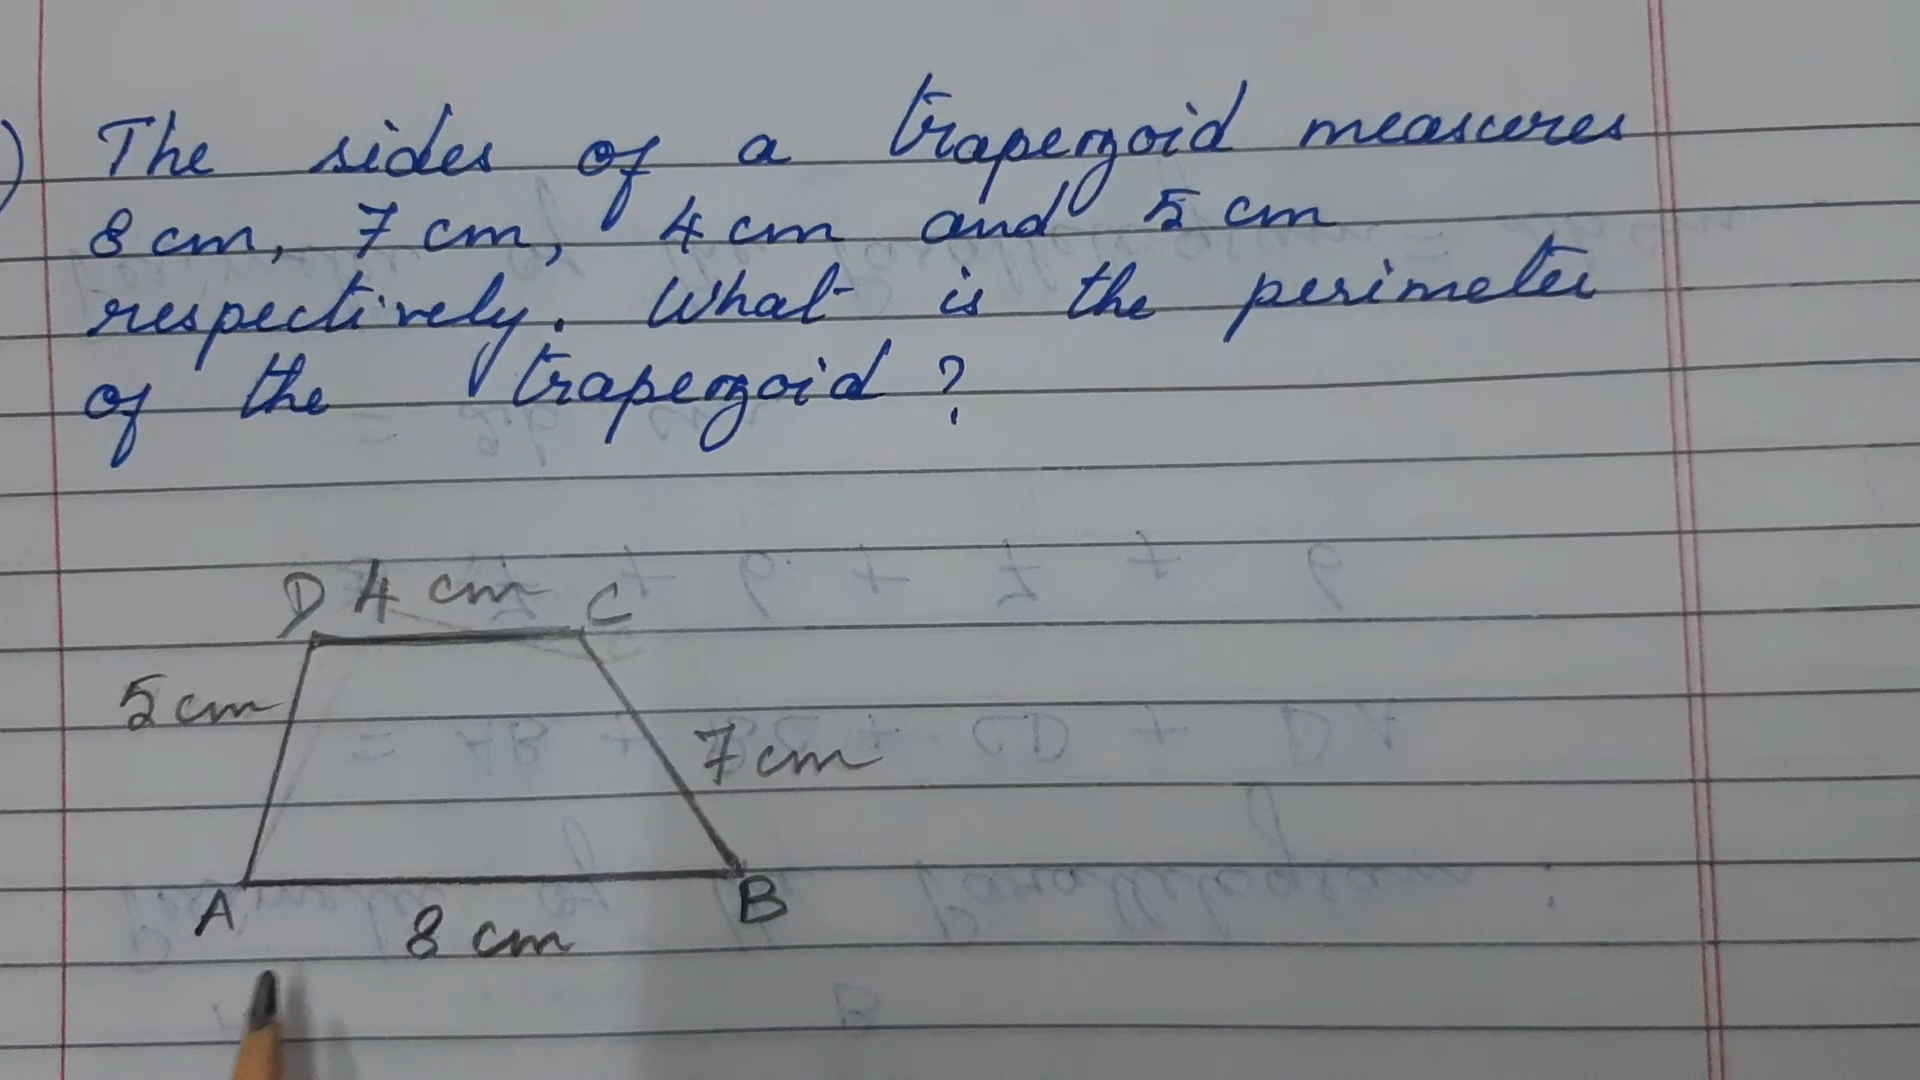 ) The sides of a trapezoid measures
8 cm, 7 cm, 4 cm and 5 cm
respectively. What is the perimeter
of the trapezoid ?
D 4 cm C
5 cm
7 cm
A B
8 cm